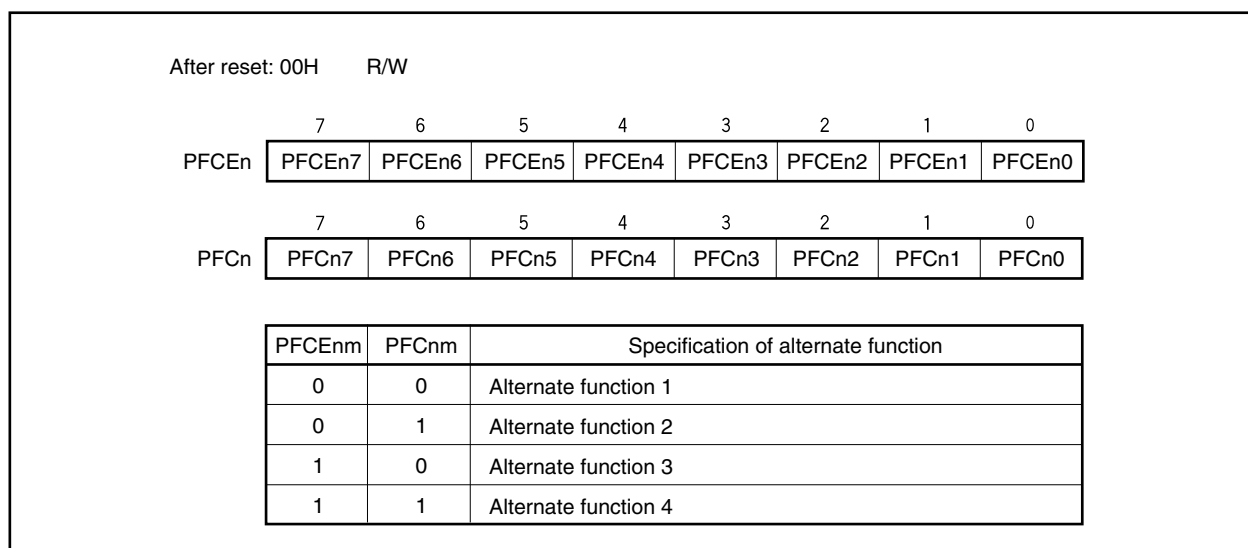 After reset: 00H R/W
7 6 5 4 3 2 1 0
PFCEn PFCEn7 PFCEn6 PFCEn5 PFCEn4 PFCEn3 PFCEn2 PFCEn1 PFCEn0
7 6 5 4 3 2 1 0
PFCn PFCn7 PFCn6 PFCn5 PFCn4 PFCn3 PFCn2 PFCn1 PFCn0
PFCEnm PFCnm Specification of alternate function
0 0 Alternate function 1
0 1 Alternate function 2
1 0 Alternate function 3
1 1 Alternate function 4